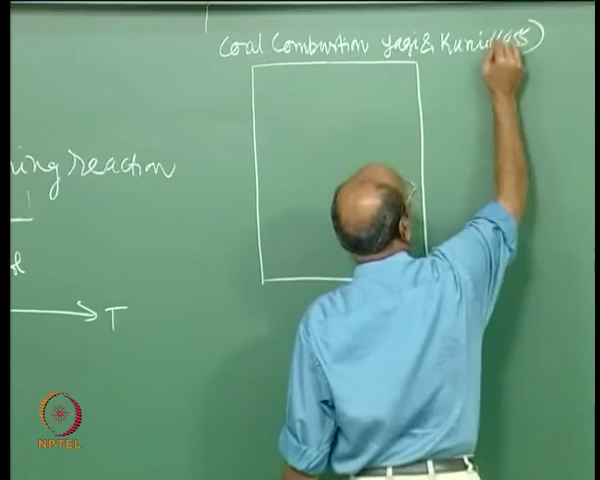 Coal Combustion Yagi & Kunii (1955)
ing reaction
T
NPTEL